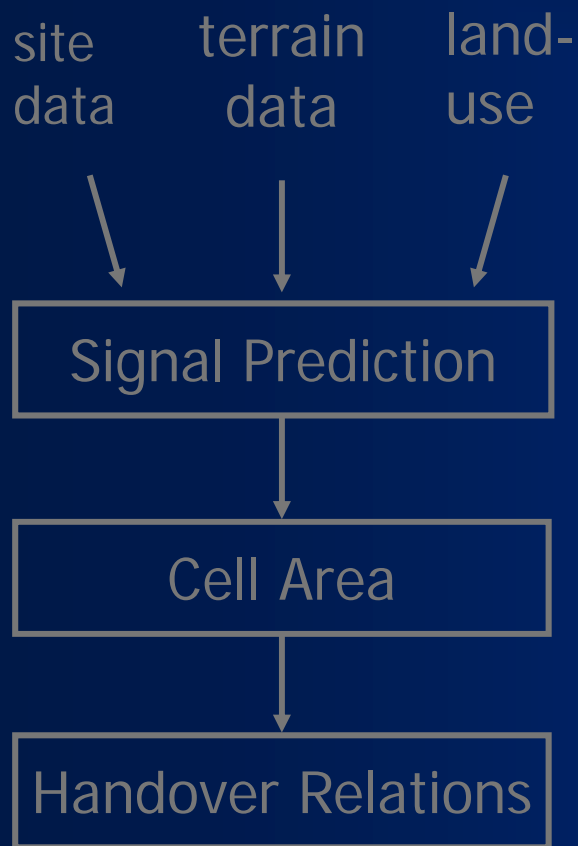 site
data
terrain
data
land-
use
Signal Prediction
Cell Area
Handover Relations